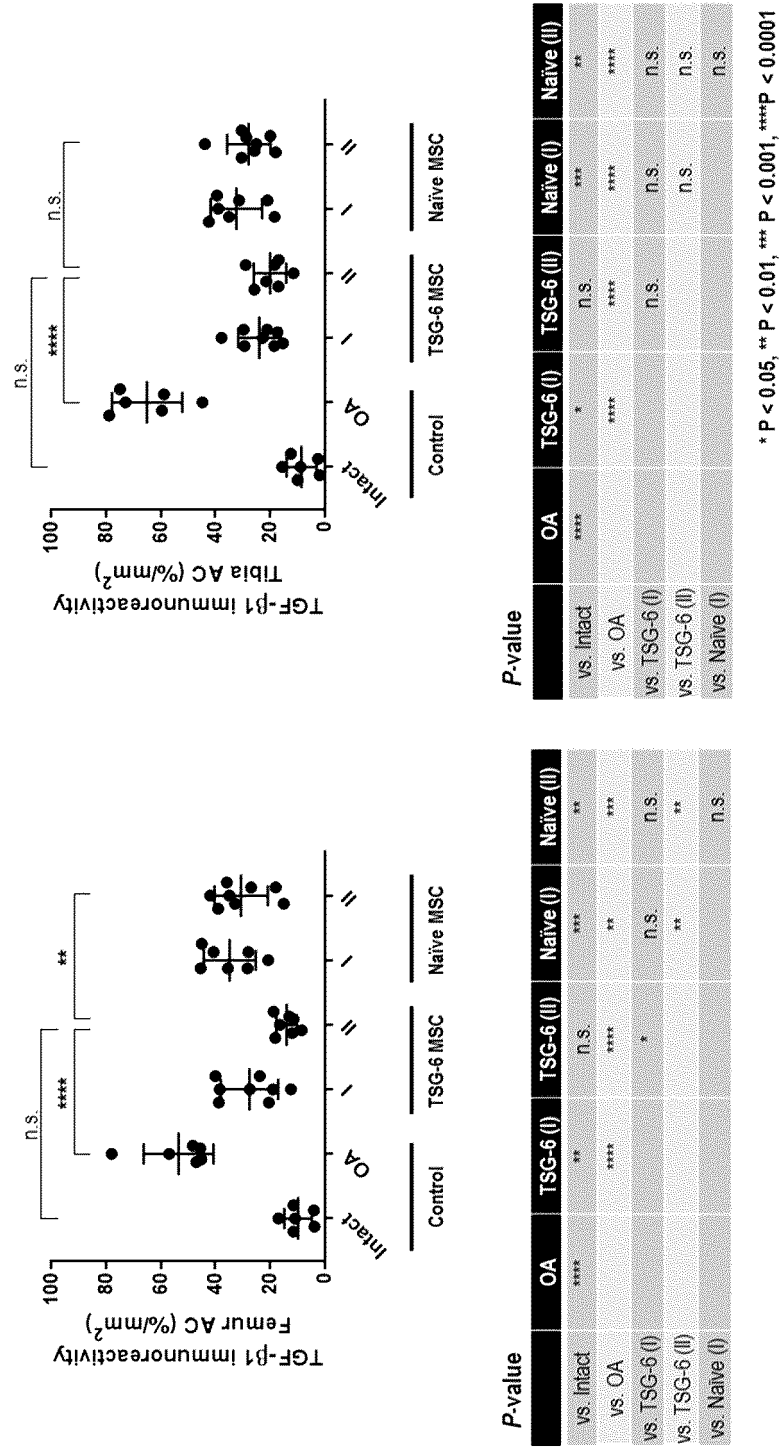 TGF-β1 immunoreactivity
Femur AC (%/mm²)
100
80
60
40
20
0
n.s.
****
**
Intact
OA
I
II
I
II
Control
TSG-6 MSC
Naïve MSC
P-value
OA TSG-6 (I) TSG-6 (II) Naïve (I) Naïve (II)
vs. Intact **** ** n.s. *** **
vs. OA **** **** ** ***
vs. TSG-6 (I) * n.s. n.s.
vs. TSG-6 (II) ** **
vs. Naïve (I) n.s.
TGF-β1 immunoreactivity
Tibia AC (%/mm²)
100
80
60
40
20
0
n.s.
****
n.s.
Intact
OA
I
II
I
II
Control
TSG-6 MSC
Naïve MSC
P-value
OA TSG-6 (I) TSG-6 (II) Naïve (I) Naïve (II)
vs. Intact **** * n.s. *** **
vs. OA **** **** **** ****
vs. TSG-6 (I) n.s. n.s. n.s.
vs. TSG-6 (II) n.s. n.s.
vs. Naïve (I) n.s.
* P < 0.05, ** P < 0.01, *** P < 0.001, ****P < 0.0001